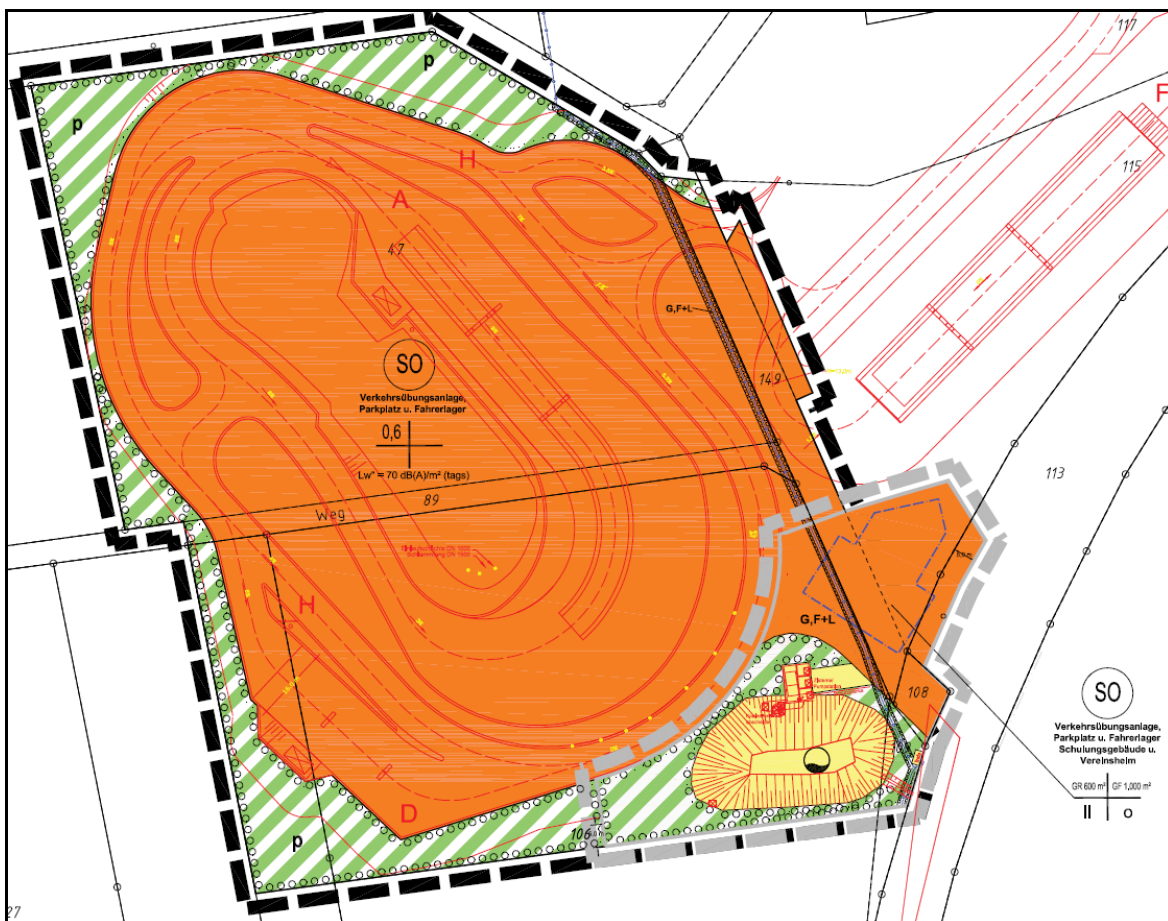 117
p
F
p
H
115
A
47
G,F+L
SO
149
Verkehrsübungsanlage,
Parkplatz u. Fahrerlager
0,6
Lw" = 70 dB(A)/m² (tags)
89
Weg
113
H
G,F+L
108
SO
Verkehrsübungsanlage,
Parkplatz u. Fahrerlager
Schulungsgebäude u.
Vereinsheim
GR 600 m² GF 1,000 m²
II o
D
106
p
27